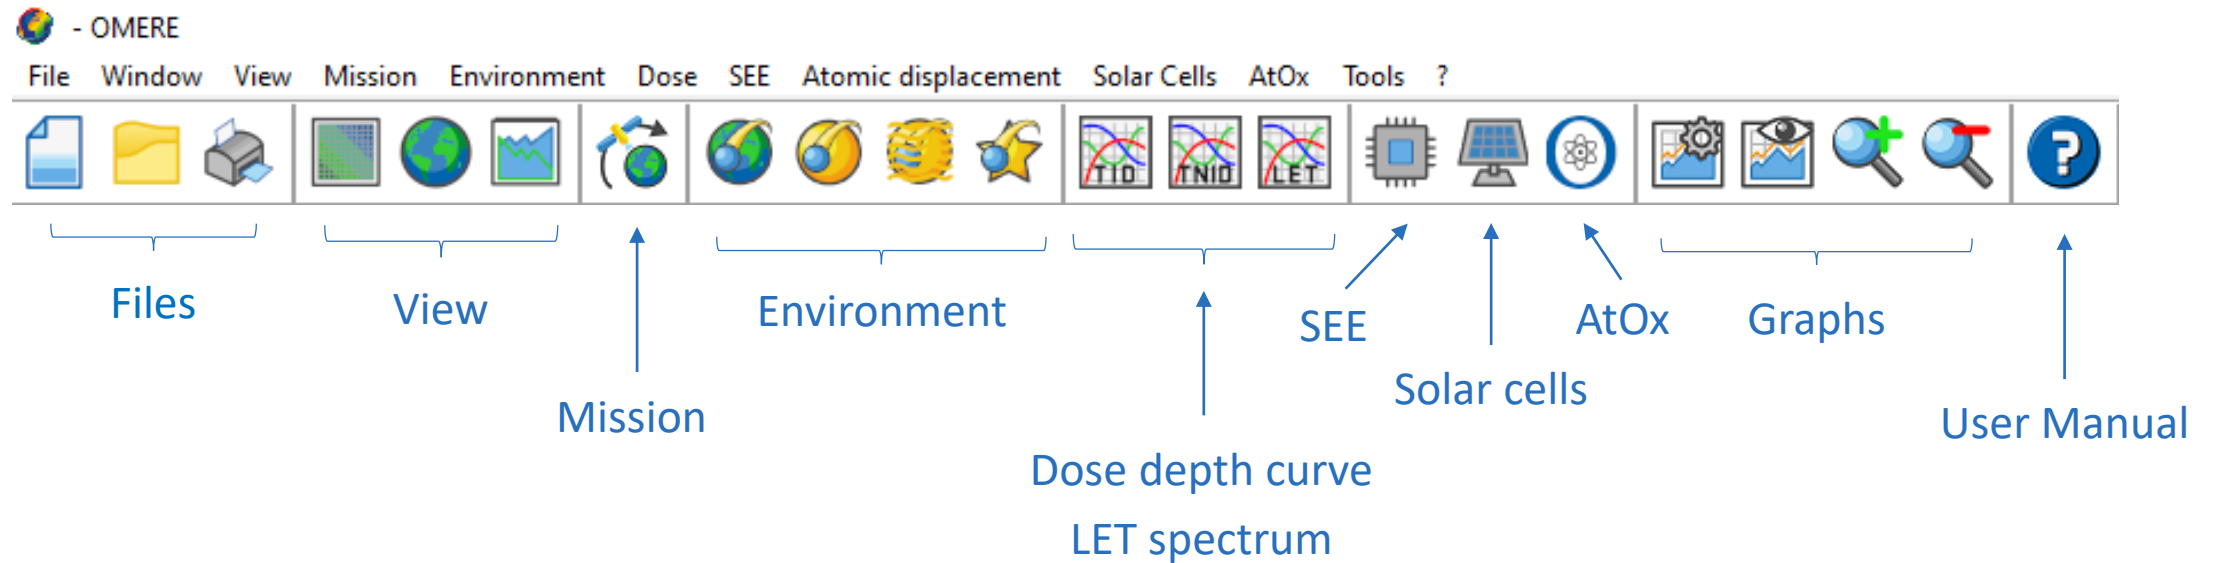 - OMERE
File Window View Mission Environment Dose SEE Atomic displacement Solar Cells AtOx Tools ?
TID TNID LET ?
Files
View
Mission
Environment
Dose depth curve
LET spectrum
SEE
Solar cells
AtOx
Graphs
User Manual